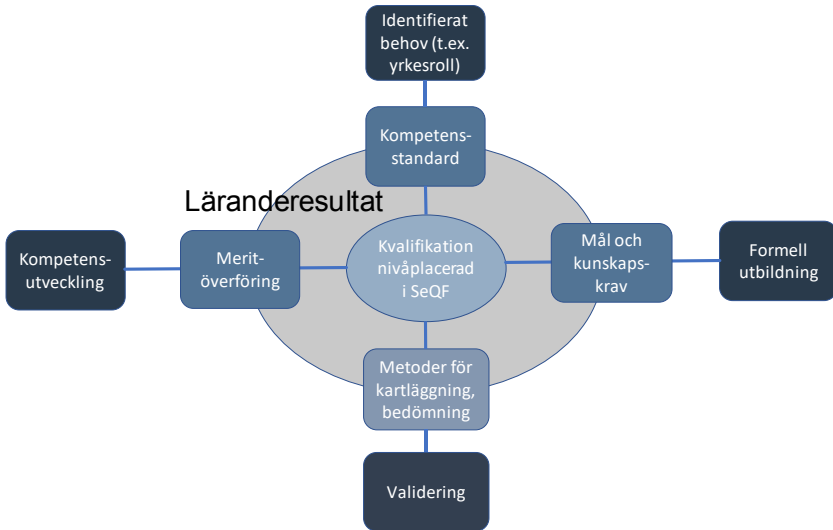 Identifierat
behov (t.ex.
yrkesroll)
Kompetens-
standard
Läranderesultat
Kompetens-
utveckling
Merit-
överföring
Kvalifikation
nivåplacerad
i SeQF
Mål och
kunskaps-
krav
Formell
utbildning
Metoder för
kartläggning,
bedömning
Validering